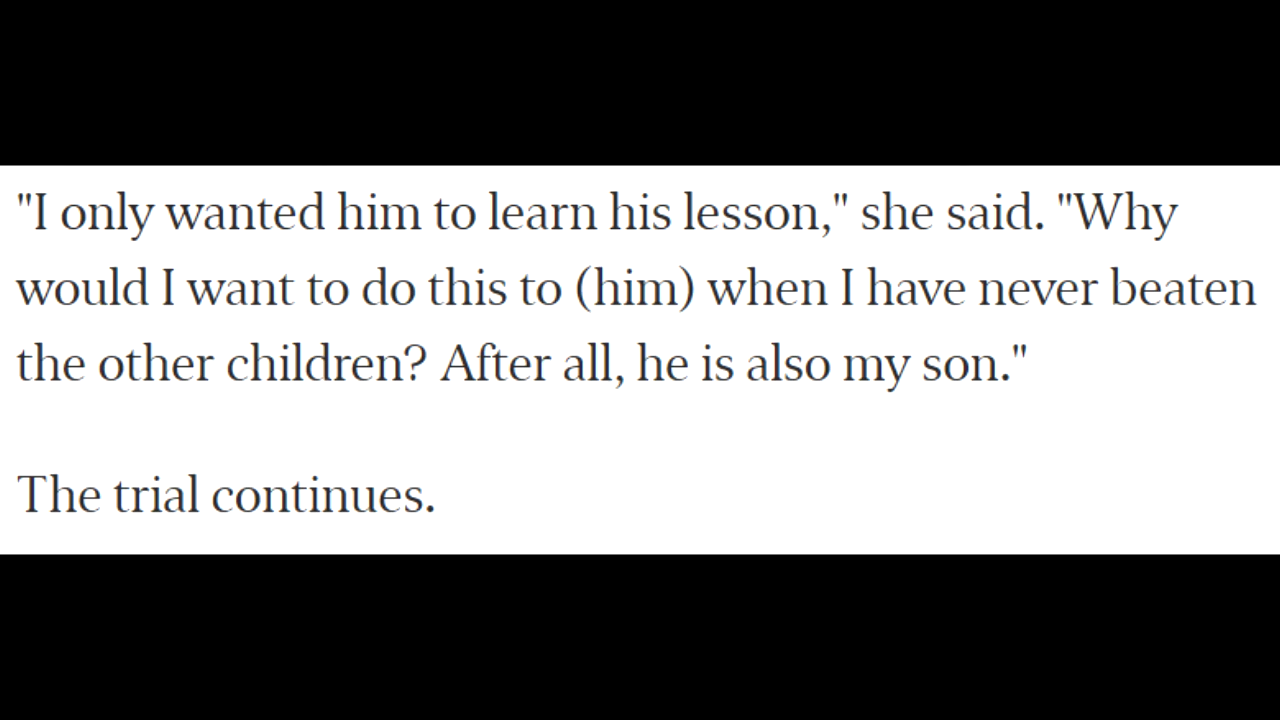 "I only wanted him to learn his lesson," she said. "Why
would I want to do this to (him) when I have never beaten
the other children? After all, he is also my son."
The trial continues.